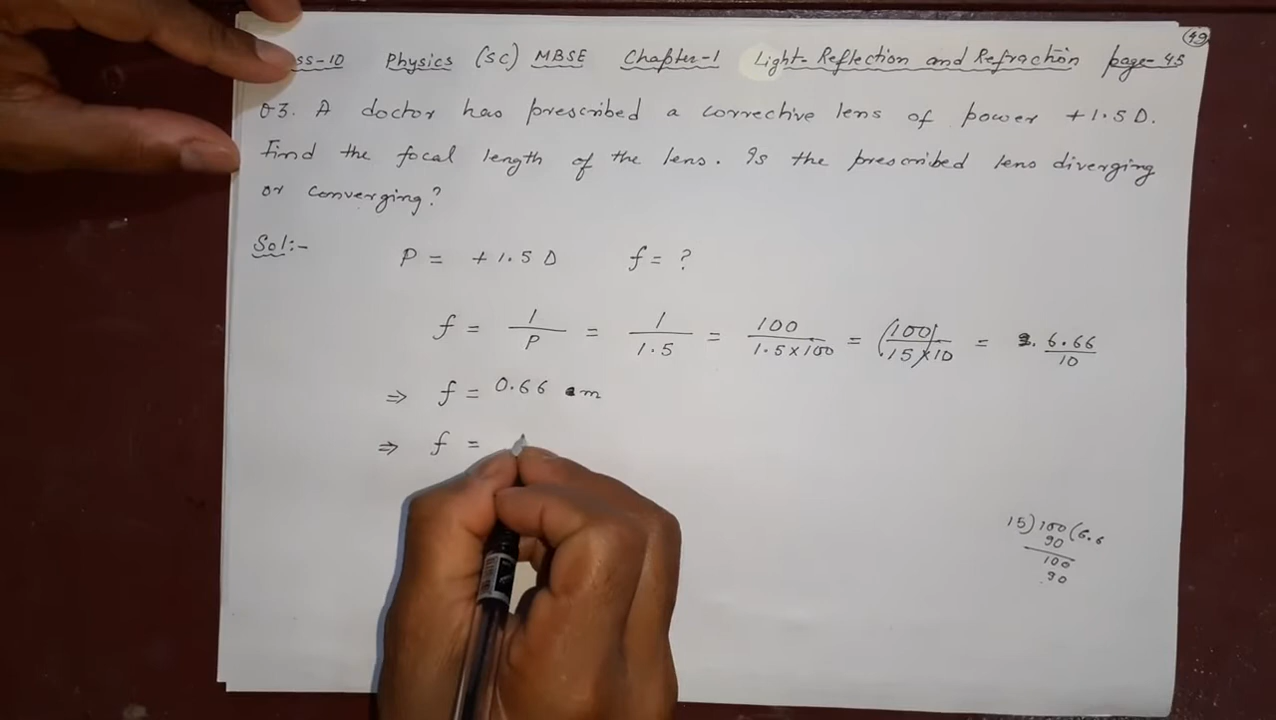 49
ss-10 Physics (SC) MBSE Chapter-1 Light-Reflection and Refraction page-45
Q3. A doctor has prescribed a corrective lens of power +1.5D.
Find the focal length of the lens. Is the prescribed lens diverging
or converging?
Sol:- P = +1.5 D f = ?
f = 1/P = 1/1.5 = 100/1.5×100 = (100/15×10 = 6.66/10
⇒ f = 0.66 m
⇒ f =
15)100(6.6
90
100
90